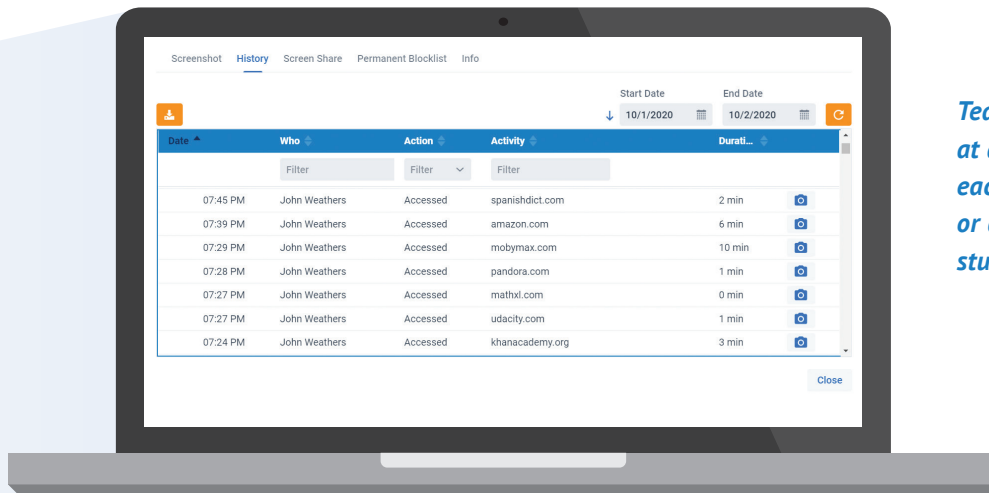 Screenshot History Screen Share Permanent Blocklist Info
Start Date End Date
10/1/2020 10/2/2020
Date Who Action Activity Durati...
Filter Filter Filter
07:45 PM John Weathers Accessed spanishdict.com 2 min
07:39 PM John Weathers Accessed amazon.com 6 min
07:29 PM John Weathers Accessed mobymax.com 10 min
07:28 PM John Weathers Accessed pandora.com 1 min
07:27 PM John Weathers Accessed mathxl.com 0 min
07:27 PM John Weathers Accessed udacity.com 1 min
07:24 PM John Weathers Accessed khanacademy.org 3 min
Close
at
or